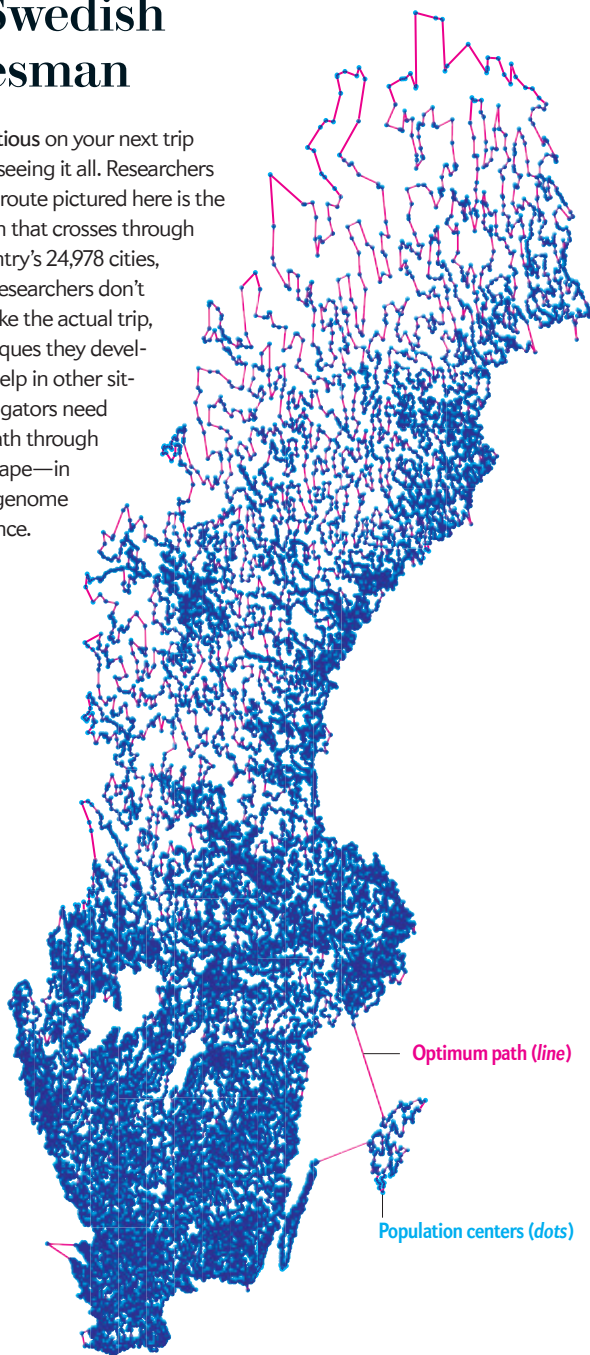 Swedish
esman
tious on your next trip
seeing it all. Researchers
route pictured here is the
n that crosses through
ntry’s 24,978 cities,
esearchers don’t
ke the actual trip,
iques they devel-
elp in other sit-
igators need
ath through
ape—in
genome
nce.
Optimum path (line)
Population centers (dots)